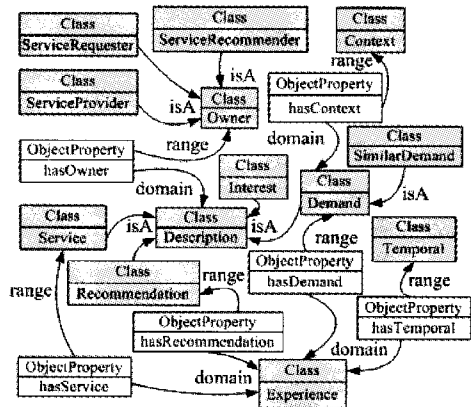 Class
ServiceRequester
Class
ServiceRecommender
Class
Context
isA
range
Class
ServiceProvider
isA
Class
Owner
ObjectProperty
hasContext
ObjectProperty
hasOwner
range
domain
Class
SimilarDemand
domain
Class
Interest
Class
Demand
isA
Class
Service
isA
Class
Description
isA
Class
Temporal
range
Class
Recommendation
range
ObjectProperty
hasDemand
range
range
ObjectProperty
hasRecommendation
ObjectProperty
hasTemporal
ObjectProperty
hasService
domain
domain
Class
Experience